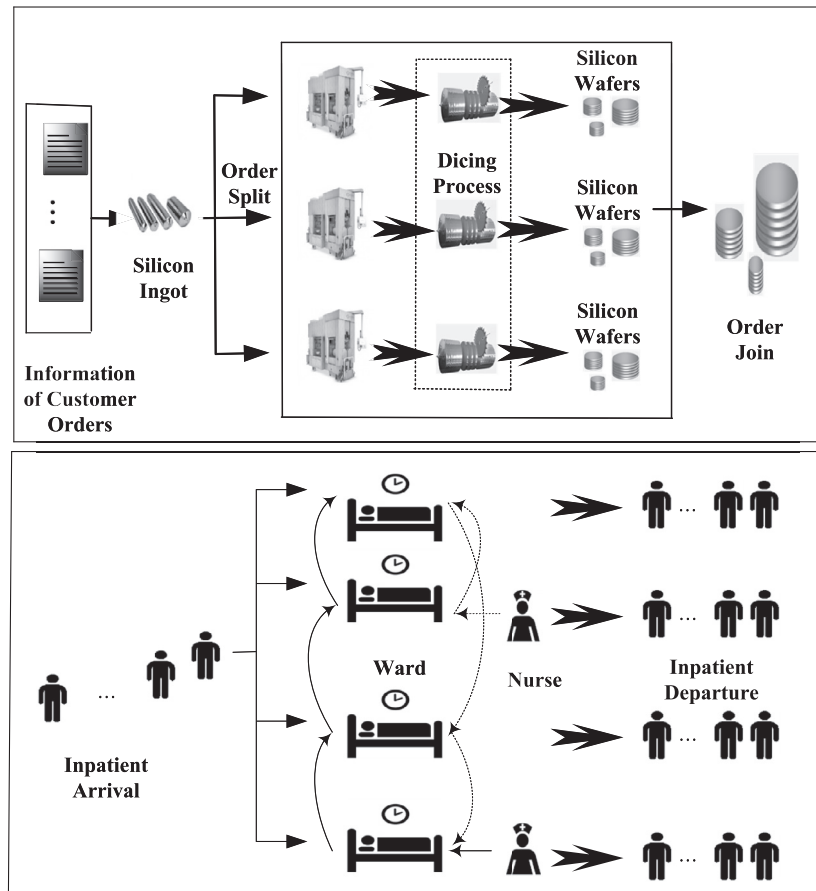 Silicon
Wafers
Order
Split
Dicing
Process
Silicon
Wafers
Silicon
Ingot
Silicon
Wafers
Order
Join
Information
of Customer
Orders
Ward
Nurse
Inpatient
Departure
Inpatient
Arrival